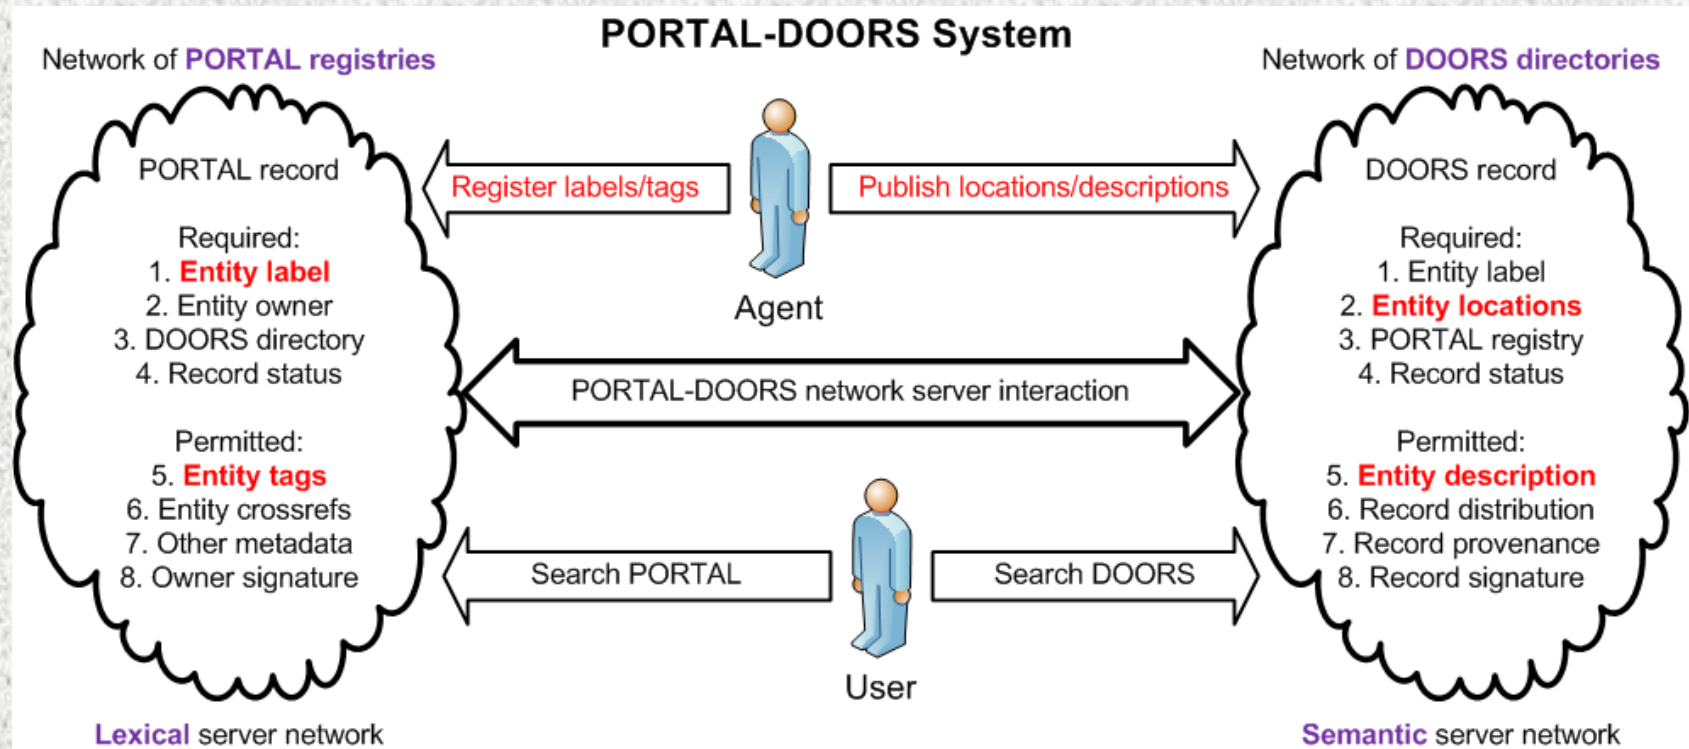 PORTAL-DOORS System
Network of PORTAL registries
PORTAL record
Required:
1. Entity label
2. Entity owner
3. DOORS directory
4. Record status
Permitted:
5. Entity tags
6. Entity crossrefs
7. Other metadata
8. Owner signature
Lexical server network
Register labels/tags
Publish locations/descriptions
Agent
PORTAL-DOORS network server interaction
Search PORTAL
Search DOORS
User
Network of DOORS directories
DOORS record
Required:
1. Entity label
2. Entity locations
3. PORTAL registry
4. Record status
Permitted:
5. Entity description
6. Record distribution
7. Record provenance
8. Record signature
Semantic server network